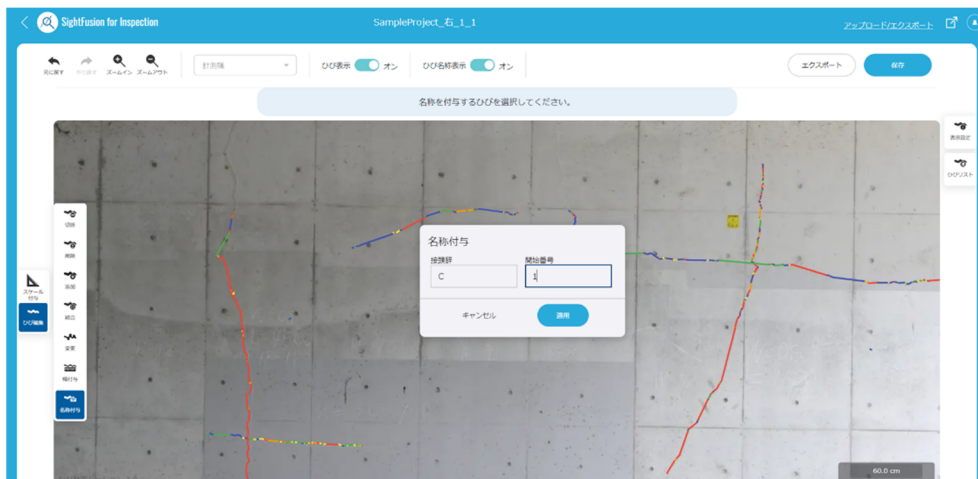 SightFusion for Inspection
SampleProject_右_1_1
アップロード/エクスポート
元に戻す
やり直す
ズームイン
ズームアウト
計測線
ひび表示
オン
ひび名称表示
オン
エクスポート
保存
名称を付与するひびを選択してください。
表示設定
ひびリスト
スケール
付与
ひび編集
切断
削除
追加
結合
変更
幅付与
名称付与
名称付与
接頭辞
開始番号
C
1
キャンセル
適用
60.0 cm